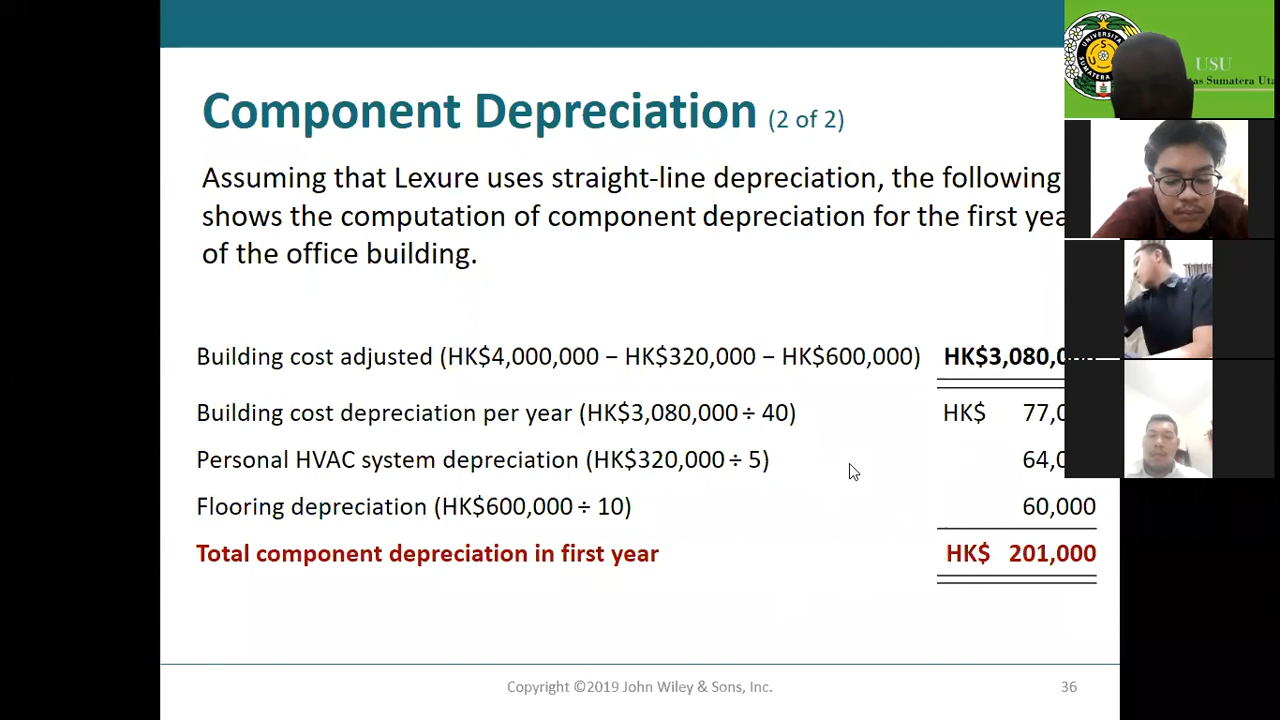 Component Depreciation (2 of 2)
Assuming that Lexure uses straight-line depreciation, the following
shows the computation of component depreciation for the first
of the office building.
Building cost adjusted (HK$4,000,000 – HK$320,000 – HK$600,000)
Building cost depreciation per year (HK$3,080,000 ÷ 40) HK$
Personal HVAC system depreciation (HK$320,000 ÷ 5)
Flooring depreciation (HK$600,000 ÷ 10) 60,000
Total component depreciation in first year HK$ 201,000
Copyright ©2019 John Wiley & Sons, Inc. 36
USU
Sumatera